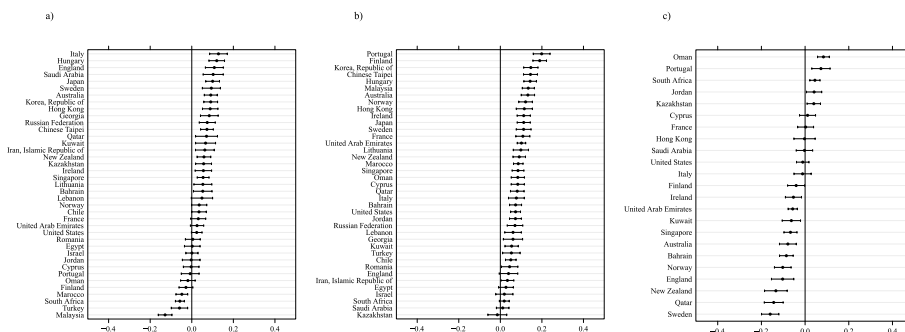 a)
Italy
Hungary
England
Saudi Arabia
Japan
Sweden
Australia
Korea, Republic of
Hong Kong
Georgia
Russian Federation
Chinese Taipei
Qatar
Kuwait
Iran, Islamic Republic of
New Zealand
Kazakhstan
Ireland
Singapore
Lithuania
Bahrain
Lebanon
Norway
Chile
France
United Arab Emirates
United States
Romania
Egypt
Israel
Jordan
Cyprus
Portugal
Oman
Finland
Marocco
South Africa
Turkey
Malaysia
−0.4 −0.2 0.0 0.2 0.4
b)
Portugal
Finland
Korea, Republic of
Chinese Taipei
Hungary
Malaysia
Australia
Norway
Hong Kong
Ireland
Japan
Sweden
France
United Arab Emirates
Lithuania
New Zealand
Marocco
Singapore
Oman
Cyprus
Qatar
Italy
Bahrain
United States
Jordan
Russian Federation
Lebanon
Georgia
Kuwait
Turkey
Chile
Romania
England
Iran, Islamic Republic of
Egypt
Israel
South Africa
Saudi Arabia
Kazakhstan
−0.4 −0.2 0.0 0.2 0.4
c)
Oman
Portugal
South Africa
Jordan
Kazakhstan
Cyprus
France
Hong Kong
Saudi Arabia
United States
Italy
Finland
Ireland
United Arab Emirates
Kuwait
Singapore
Australia
Bahrain
Norway
England
New Zealand
Qatar
Sweden
−0.4 −0.2 0.0 0.2 0.4